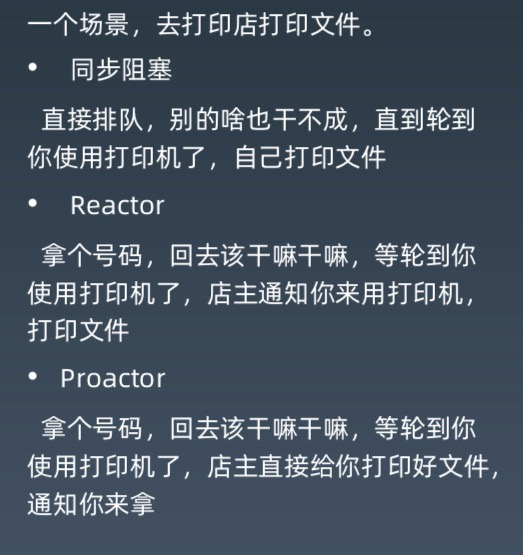 一个场景，去打印店打印文件。
• 同步阻塞
直接排队，别的啥也干不成，直到轮到
你使用打印机了，自己打印文件
• Reactor
拿个号码，回去该干嘛干嘛，等轮到你
使用打印机了，店主通知你来用打印机，
打印文件
• Proactor
拿个号码，回去该干嘛干嘛，等轮到你
使用打印机了，店主直接给你打印好文件，
通知你来拿